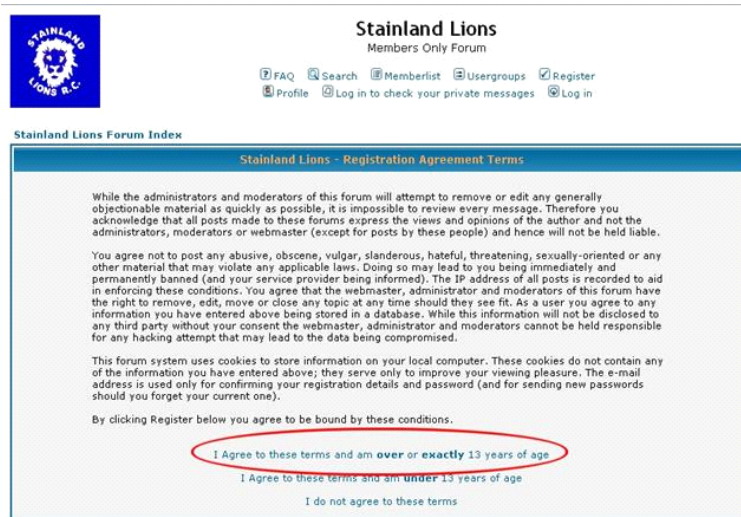 STAINLAND
LIONS R.C.
Stainland Lions
Members Only Forum
FAQ Search Memberlist Usergroups Register
Profile Log in to check your private messages Log in
Stainland Lions Forum Index
Stainland Lions - Registration Agreement Terms
While the administrators and moderators of this forum will attempt to remove or edit any generally
objectionable material as quickly as possible, it is impossible to review every message. Therefore you
acknowledge that all posts made to these forums express the views and opinions of the author and not the
administrators, moderators or webmaster (except for posts by these people) and hence will not be held liable.
You agree not to post any abusive, obscene, vulgar, slanderous, hateful, threatening, sexually-oriented or any
other material that may violate any applicable laws. Doing so may lead to you being immediately and
permanently banned (and your service provider being informed). The IP address of all posts is recorded to aid
in enforcing these conditions. You agree that the webmaster, administrator and moderators of this forum have
the right to remove, edit, move or close any topic at any time should they see fit. As a user you agree to any
information you have entered above being stored in a database. While this information will not be disclosed to
any third party without your consent the webmaster, administrator and moderators cannot be held responsible
for any hacking attempt that may lead to the data being compromised.
This forum system uses cookies to store information on your local computer. These cookies do not contain any
of the information you have entered above; they serve only to improve your viewing pleasure. The e-mail
address is used only for confirming your registration details and password (and for sending new passwords
should you forget your current one).
By clicking Register below you agree to be bound by these conditions.
I Agree to these terms and am over or exactly 13 years of age
I Agree to these terms and am under 13 years of age
I do not agree to these terms